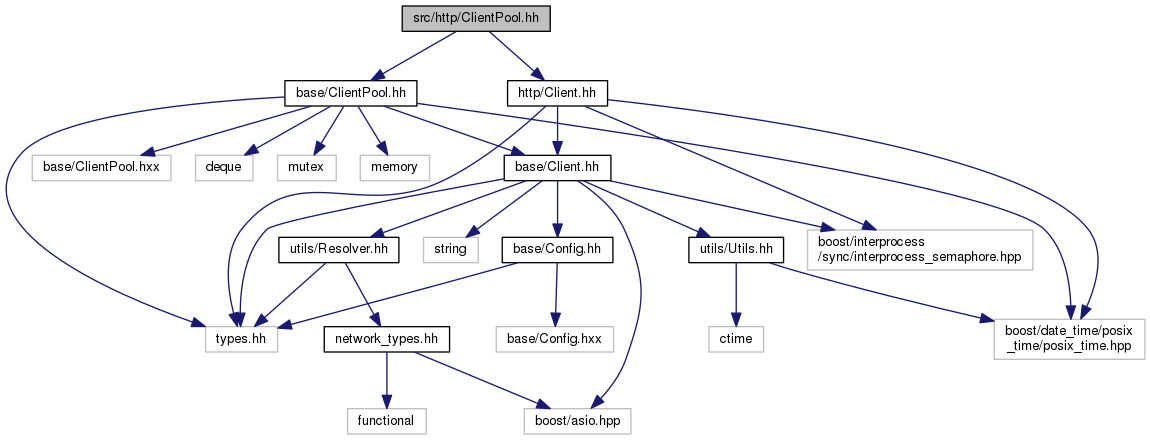 src/http/ClientPool.hh
base/ClientPool.hh
http/Client.hh
base/ClientPool.hxx
deque
mutex
memory
base/Client.hh
utils/Resolver.hh
string
base/Config.hh
utils/Utils.hh
boost/interprocess
/sync/interprocess_semaphore.hpp
types.hh
network_types.hh
base/Config.hxx
ctime
boost/date_time/posix
_time/posix_time.hpp
functional
boost/asio.hpp